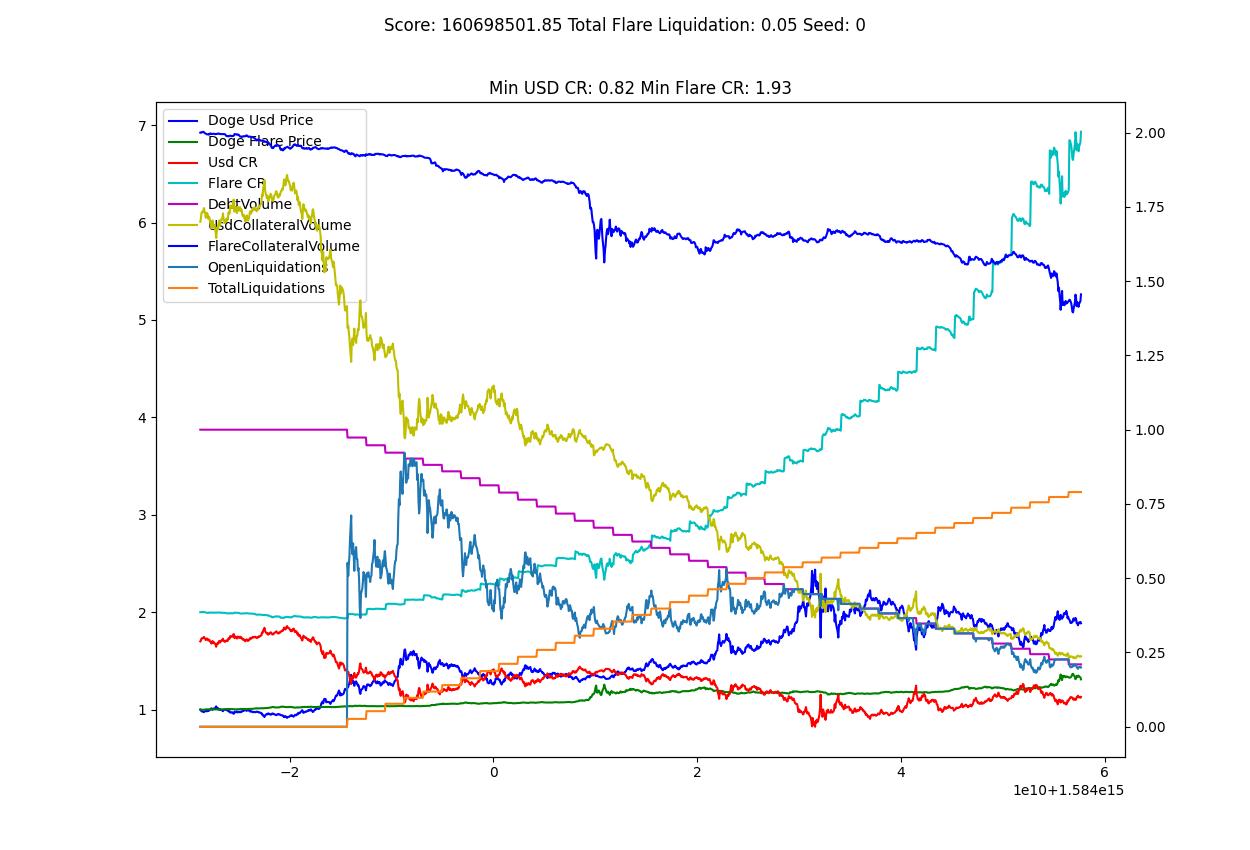 Score: 160698501.85 Total Flare Liquidation: 0.05 Seed: 0
Min USD CR: 0.82 Min Flare CR: 1.93
Doge Usd Price
Doge Flare Price
Usd CR
Flare CR
DebtVolume
UsdCollateralVolume
FlareCollateralVolume
OpenLiquidations
TotalLiquidations
7
6
5
4
3
2
1
2.00
1.75
1.50
1.25
1.00
0.75
0.50
0.25
0.00
−2
0
2
4
6
1e10+1.584e15